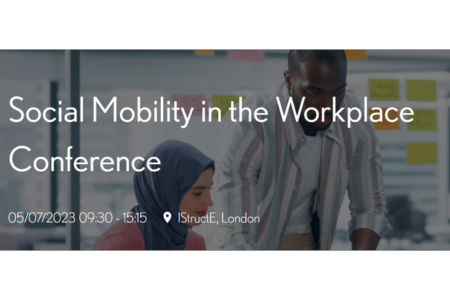 Social Mobility in the Workplace
Conference
05/07/2023 09:30 - 15:15 IStructE, London